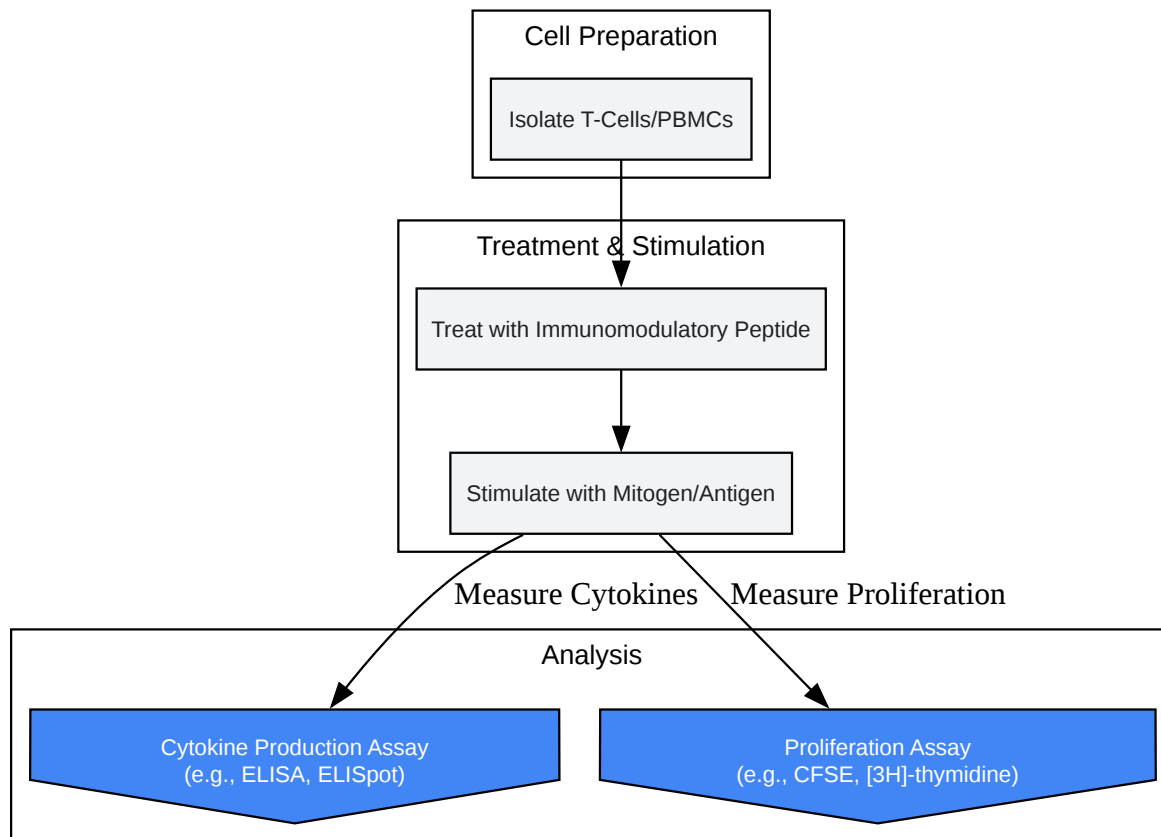 Cell Preparation
Isolate T-Cells/PBMCs
Treatment & Stimulation
Treat with Immunomodulatory Peptide
Stimulate with Mitogen/Antigen
Measure Cytokines
Measure Proliferation
Analysis
Cytokine Production Assay
(e.g., ELISA, ELISpot)
Proliferation Assay
(e.g., CFSE, [3H]-thymidine)